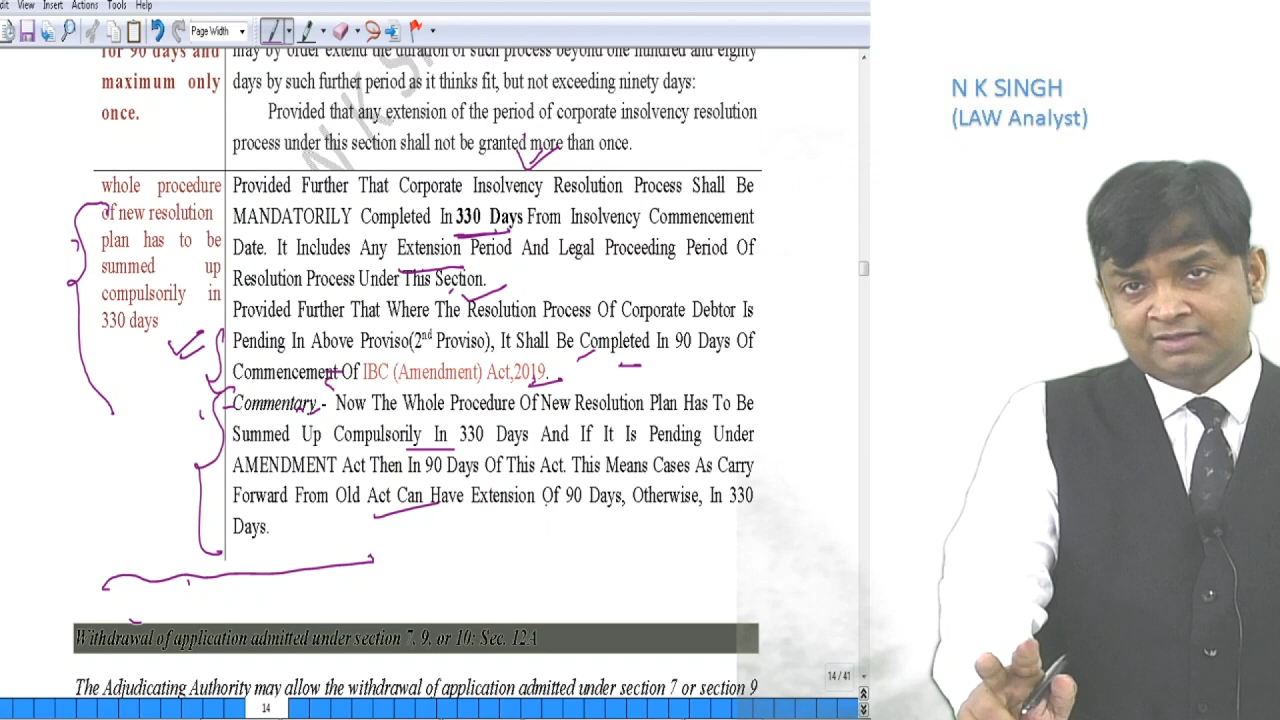 dit View Insert Actions Tools Help
Page Width
for 90 days and
maximum only
once.
may by order extend the duration of such process beyond one hundred and eighty
days by such further period as it thinks fit, but not exceeding ninety days:
Provided that any extension of the period of corporate insolvency resolution
process under this section shall not be granted more than once.
N K S
whole procedure
of new resolution
plan has to be
summed up
compulsorily in
330 days
Provided Further That Corporate Insolvency Resolution Process Shall Be
MANDATORILY Completed In 330 Days From Insolvency Commencement
Date. It Includes Any Extension Period And Legal Proceeding Period Of
Resolution Process Under This Section.
Provided Further That Where The Resolution Process Of Corporate Debtor Is
Pending In Above Proviso(2nd Proviso), It Shall Be Completed In 90 Days Of
Commencement Of IBC (Amendment) Act,2019.
Commentary - Now The Whole Procedure Of New Resolution Plan Has To Be
Summed Up Compulsorily In 330 Days And If It Is Pending Under
AMENDMENT Act Then In 90 Days Of This Act. This Means Cases As Carry
Forward From Old Act Can Have Extension Of 90 Days, Otherwise, In 330
Days.
Withdrawal of application admitted under section 7, 9, or 10: Sec. 12A
The Adjudicating Authority may allow the withdrawal of application admitted under section 7 or section 9
14 / 41
14
N K SINGH
(LAW Analyst)